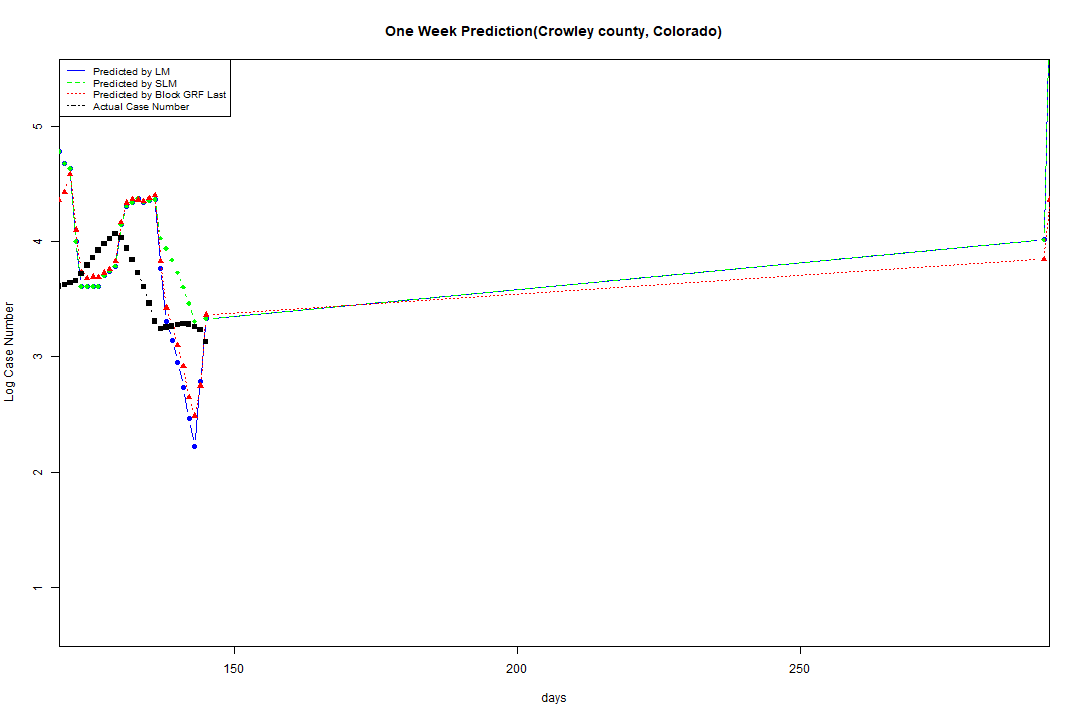 One Week Prediction(Crowley county, Colorado)
Predicted by LM
Predicted by SLM
Predicted by Block GRF Last
Actual Case Number
5
4
3
2
1
Log Case Number
150
200
250
days